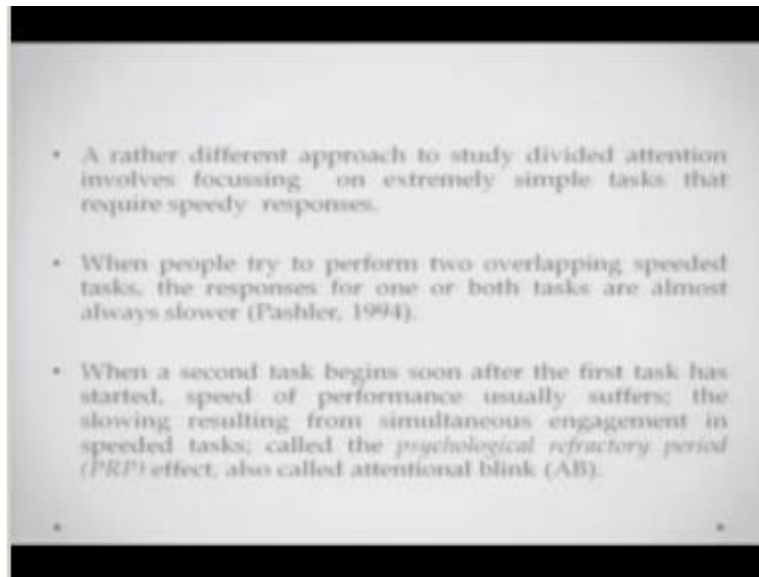 • A rather different approach to study divided attention
involves focussing on extremely simple tasks that
require speedy responses.
• When people try to perform two overlapping speeded
tasks, the responses for one or both tasks are almost
always slower (Pashler, 1994).
• When a second task begins soon after the first task has
started, speed of performance usually suffers; the
slowing resulting from simultaneous engagement in
speeded tasks; called the psychological refractory period
(PRP) effect, also called attentional blink (AB).